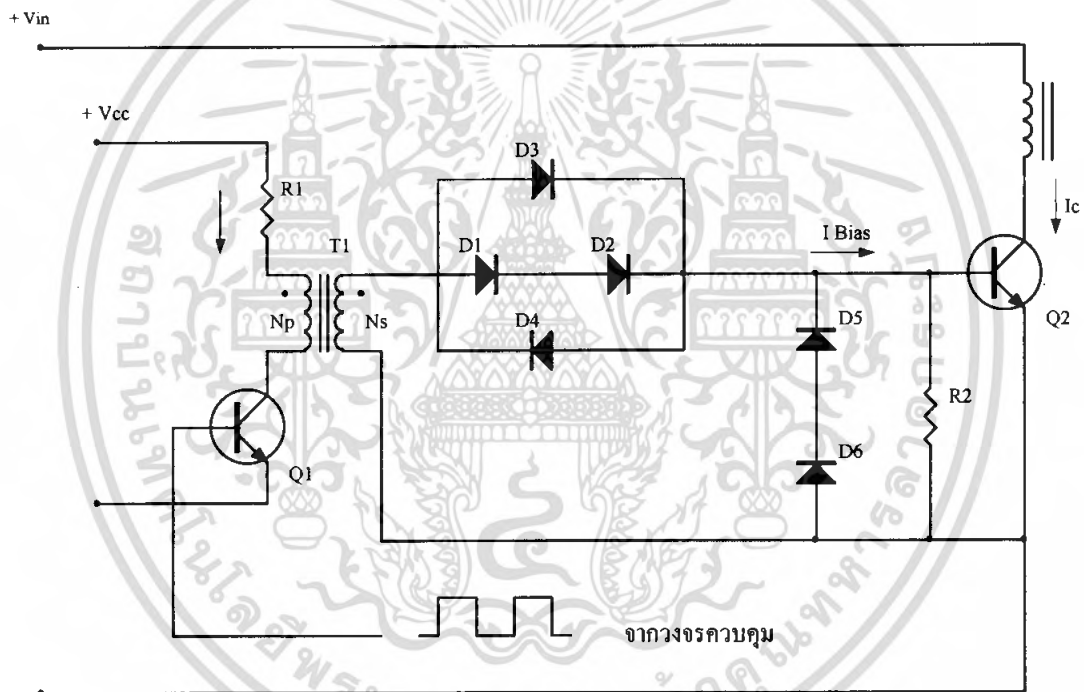 + Vin
+ Vcc
R1
T1
Np
Ns
Q1
D3
D1
D2
D4
I Bias
D5
D6
R2
Ic
Q2
จากวงจรควบคุม